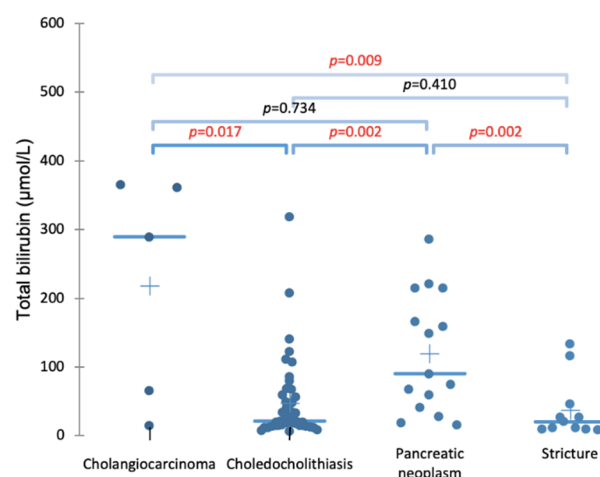 600
p=0.009
500
p=0.410
p=0.734
p=0.017 p=0.002 p=0.002
400
300
200
100
0
Total bilirubin (µmol/L)
Cholangiocarcinoma Choledocholithiasis Pancreatic neoplasm Stricture